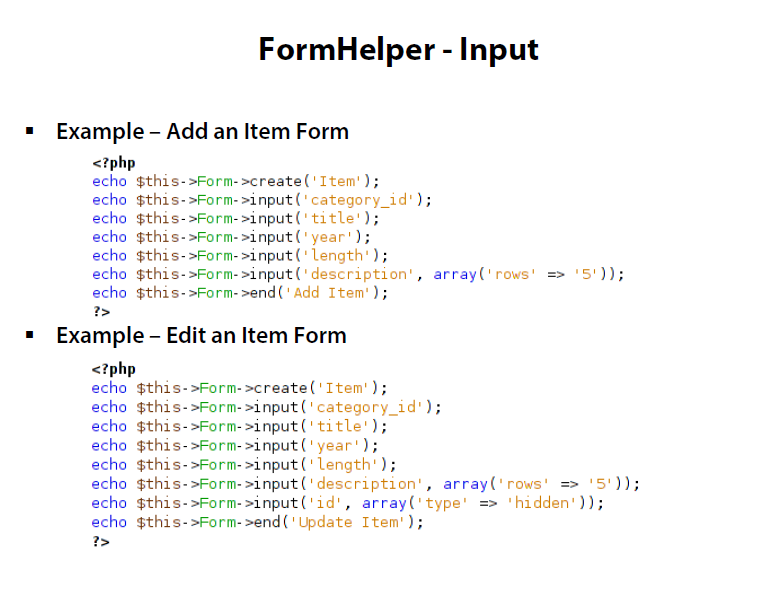 FormHelper - Input
▪ Example – Add an Item Form
<?php
echo $this->Form->create('Item');
echo $this->Form->input('category_id');
echo $this->Form->input('title');
echo $this->Form->input('year');
echo $this->Form->input('length');
echo $this->Form->input('description', array('rows' => '5'));
echo $this->Form->end('Add Item');
?>
▪ Example – Edit an Item Form
<?php
echo $this->Form->create('Item');
echo $this->Form->input('category_id');
echo $this->Form->input('title');
echo $this->Form->input('year');
echo $this->Form->input('length');
echo $this->Form->input('description', array('rows' => '5'));
echo $this->Form->input('id', array('type' => 'hidden'));
echo $this->Form->end('Update Item');
?>